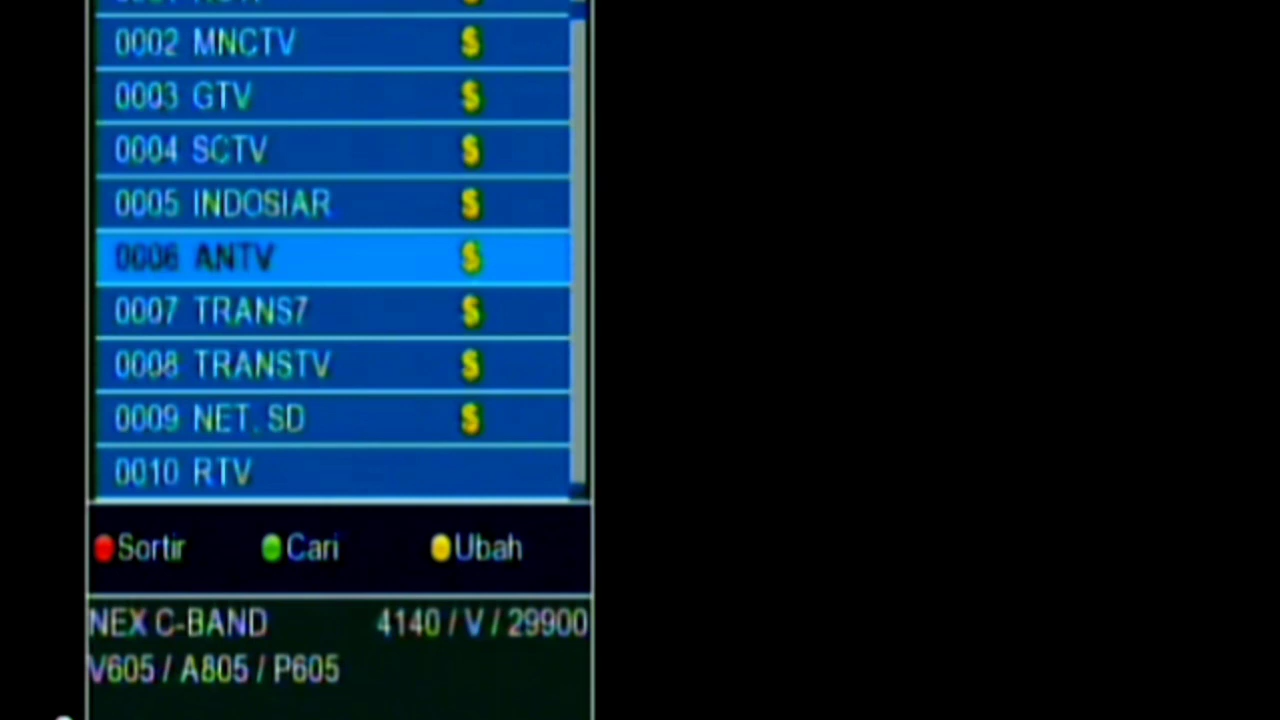 0002 MNCTV $
0003 GTV $
0004 SCTV $
0005 INDOSIAR $
0006 ANTV $
0007 TRANS7 $
0008 TRANSTV $
0009 NET. SD $
0010 RTV
Sortir Cari Ubah
NEX C-BAND 4140 / V / 29900
V605 / A805 / P605